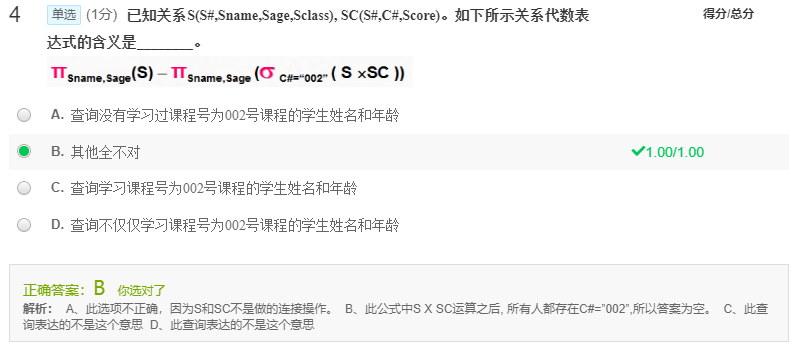 4 单选 (1分) 已知关系S(S#,Sname,Sage,Sclass), SC(S#,C#,Score)。如下所示关系代数表 得分/总分
达式的含义是________。
πSname,Sage(S) – πSname,Sage (σ C#=“002” ( S ×SC ))
A. 查询没有学习过课程号为002号课程的学生姓名和年龄
B. 其他全不对 ✔1.00/1.00
C. 查询学习课程号为002号课程的学生姓名和年龄
D. 查询不仅仅学习课程号为002号课程的学生姓名和年龄
正确答案：B 你选对了
解析： A、此选项不正确，因为S和SC不是做的连接操作。 B、此公式中S X SC运算之后, 所有人都存在C#=”002”,所以答案为空。 C、此查
询表达的不是这个意思 D、此查询表达的不是这个意思